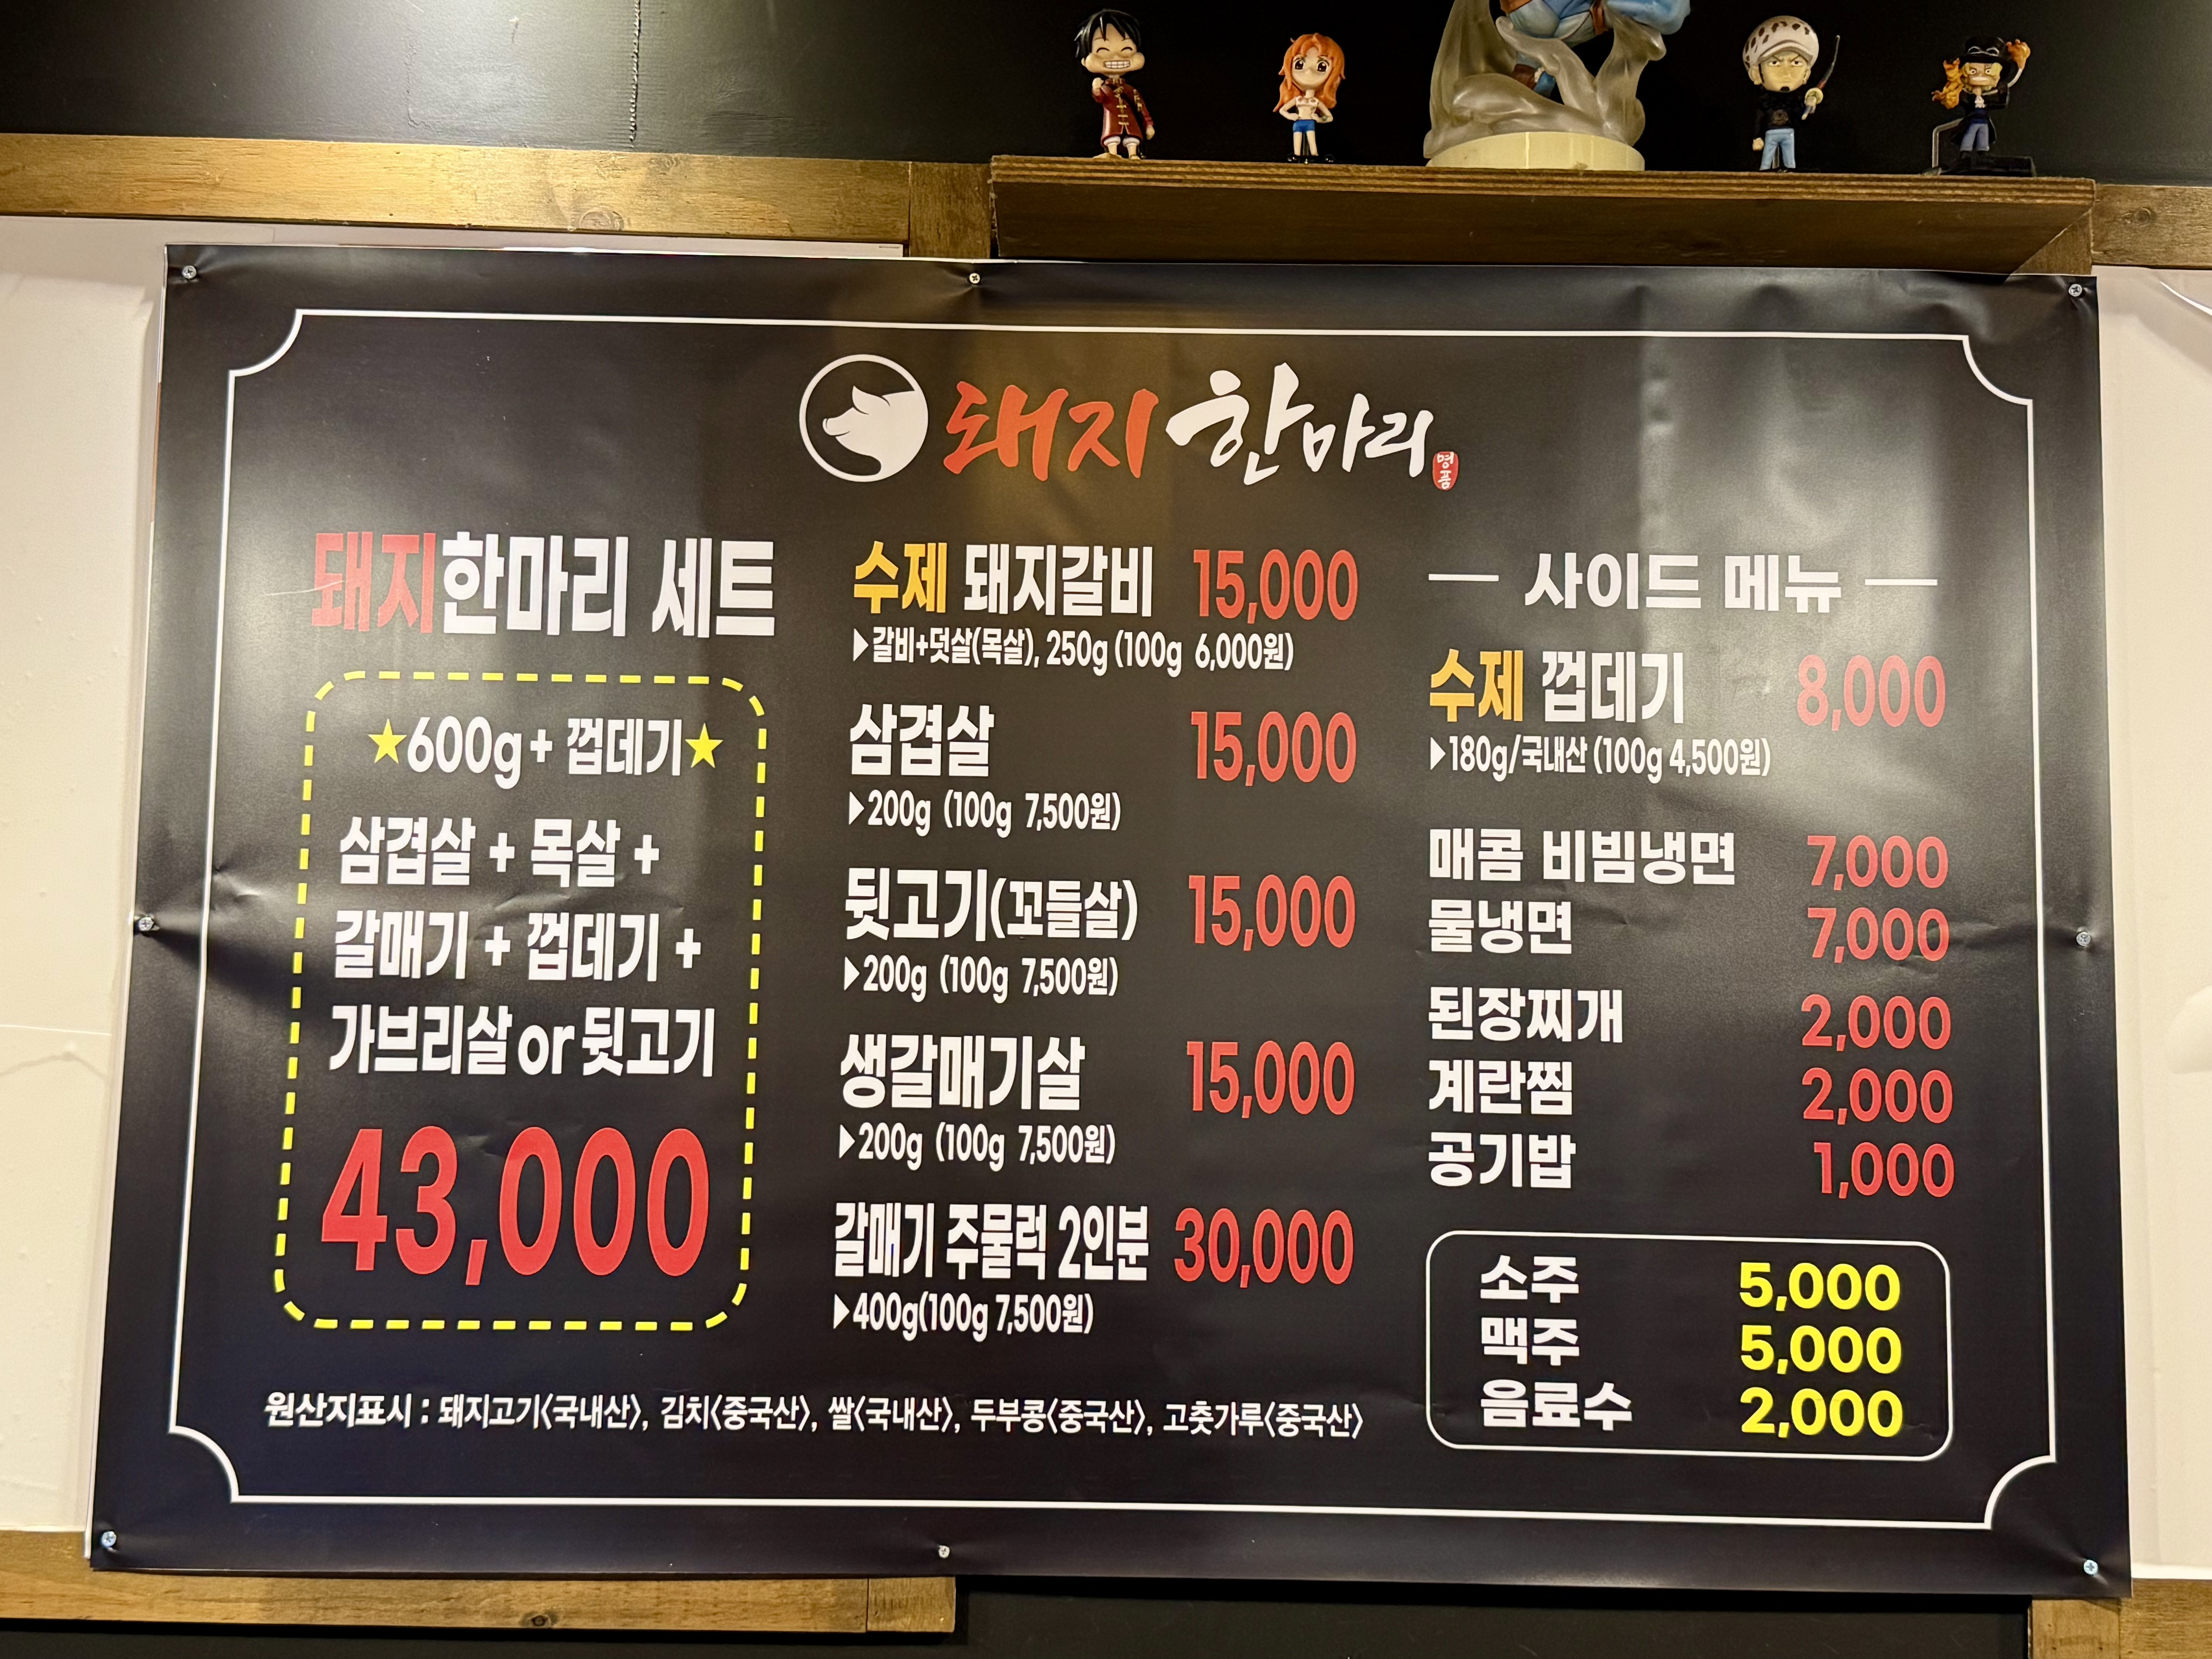 돼지한마리
명품
돼지한마리 세트
★600g + 껍데기★
삼겹살 + 목살 +
갈매기 + 껍데기 +
가브리살 or 뒷고기
43,000
수제 돼지갈비 15,000
▶갈비+덧살(목살), 250g (100g 6,000원)
삼겹살 15,000
▶200g (100g 7,500원)
뒷고기(꼬들살) 15,000
▶200g (100g 7,500원)
생갈매기살 15,000
▶200g (100g 7,500원)
갈매기 주물럭 2인분 30,000
▶400g(100g 7,500원)
— 사이드 메뉴 —
수제 껍데기 8,000
▶180g/국내산 (100g 4,500원)
매콤 비빔냉면 7,000
물냉면 7,000
된장찌개 2,000
계란찜 2,000
공기밥 1,000
소주 5,000
맥주 5,000
음료수 2,000
원산지표시 : 돼지고기<국내산>, 김치<중국산>, 쌀<국내산>, 두부콩<중국산>, 고춧가루<중국산>